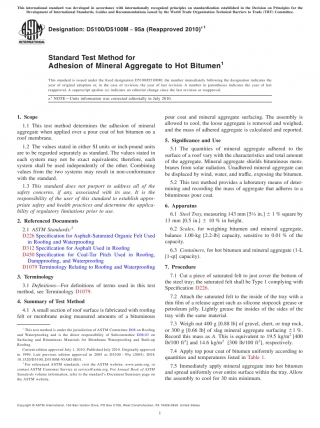 This international standard was developed in accordance with internationally recognized principles on standardization established in the Decision on Principles for the
Development of International Standards, Guides and Recommendations issued by the World Trade Organization Technical Barriers to Trade (TBT) Committee.
Designation: D5100/D5100M − 95a (Reapproved 2010)ε1
INTERNATIONAL
Standard Test Method for
Adhesion of Mineral Aggregate to Hot Bitumen1
This standard is issued under the fixed designation D5100/D5100M; the number immediately following the designation indicates the
year of original adoption or, in the case of revision, the year of last revision. A number in parentheses indicates the year of last
reapproval. A superscript epsilon (ε) indicates an editorial change since the last revision or reapproval.
ε1 NOTE—Units information was corrected editorially in July 2010.
1. Scope
1.1 This test method determines the adhesion of mineral
aggregate when applied over a pour coat of hot bitumen on a
roof membrane.
1.2 The values stated in either SI units or inch-pound units
are to be regarded separately as standard. The values stated in
each system may not be exact equivalents; therefore, each
system shall be used independently of the other. Combining
values from the two systems may result in non-conformance
with the standard.
1.3 This standard does not purport to address all of the
safety concerns, if any, associated with its use. It is the
responsibility of the user of this standard to establish appro-
priate safety and health practices and determine the applica-
bility of regulatory limitations prior to use.
2. Referenced Documents
2.1 ASTM Standards:2
D226 Specification for Asphalt-Saturated Organic Felt Used
in Roofing and Waterproofing
D312 Specification for Asphalt Used in Roofing
D450 Specification for Coal-Tar Pitch Used in Roofing,
Dampproofing, and Waterproofing
D1079 Terminology Relating to Roofing and Waterproofing
3. Terminology
3.1 Definitions—For definitions of terms used in this test
method, see Terminology D1079.
4. Summary of Test Method
4.1 A small section of roof surface is fabricated with roofing
felt or membrane using measured amounts of a bituminous
1 This test method is under the jurisdiction of ASTM Committee D08 on Roofing
and Waterproofing and is the direct responsibility of Subcommittee
Surfacing and Bituminous Materials for Membrane Waterproofing and Built-up
Roofing.
Current edition approved July 1, 2010. Published July 2010. Originally approved
in 1990. Last previous edition approved in 2005 as D5100 – 95a (2005). DOI:
10.1520/D5100_D5100M-95AR10E01.
2 For referenced ASTM standards, visit the ASTM website, www.astm.org, or
contact ASTM Customer Service at service@astm.org. For Annual Book of ASTM
Standards volume information, refer to the standard's Document Summary page on
the ASTM website.
pour coat and mineral aggregate surfacing. The assembly is
allowed to cool, the loose aggregate is removed and weighed,
and the mass of adhered aggregate is calculated and reported.
5. Significance and Use
5.1 The quantities of mineral aggregate adhered to the
surface of a roof vary with the characteristics and total amount
of the aggregate. Mineral aggregate shields bituminous mem-
branes from solar radiation. Unadhered mineral aggregate can
be displaced by wind, water, and traffic, exposing the bitumen.
5.2 This test method provides a laboratory means of deter-
mining and recording the mass of aggregate that adheres to a
bituminous pour coat.
6. Apparatus
6.1 Steel Tray, measuring 143 mm [5⅝ in.] ± 1 % square by
13 mm [0.5 in.] ± 10 % in height.
6.2 Scales, for weighing bitumen and mineral aggregate,
balance 1.00-kg [2.2-lb] capacity, sensitive to 0.01 % of the
capacity.
6.3 Containers, for hot bitumen and mineral aggregate (1-L
[1-qt] capacity).
7. Procedure
7.1 Cut a piece of saturated felt to just cover the bottom of
the steel tray, the saturated felt shall be Type I complying with
Specification D226.
7.2 Attach the saturated felt to the inside of the tray with a
thin film of a release agent such as silicone stopcock grease or
petroleum jelly. Lightly grease the insides of the sides of the
tray with the same material.
7.3 Weigh out 400 g [0.88 lb] of gravel, chert, or trap rock,
or 300 g [0.66 lb] of slag mineral aggregate surfacing ±1 %.
Record this mass as A. This is equivalent to 19.5 kg/m2 [400
lb/100 ft2] and 14.6 kg/m2 [300 lb/100 ft2], respectively.
7.4 Apply top pour coat of bitumen uniformly according to
quantities and temperatures listed in Table 1.
7.5 Immediately apply mineral aggregate into hot bitumen
and spread uniformly over entire surface within the tray. Allow
the assembly to cool for 30 min minimum.
Copyright © ASTM International, 100 Barr Harbor Drive, PO Box C700, West Conshohocken, PA 19428-2959. United States
1